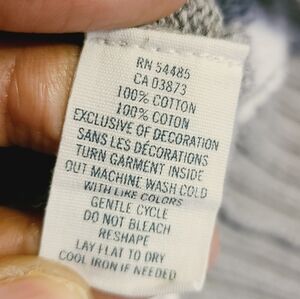 RN 54485
CA 03873
100% COTTON
100% COTON
EXCLUSIVE OF DECORATION
SANS LES DÉCORATIONS
TURN GARMENT INSIDE
OUT MACHINE WASH COLD
WITH LIKE COLORS
GENTLE CYCLE
DO NOT BLEACH
RESHAPE
LAY FLAT TO DRY
COOL IRON IF NEEDED